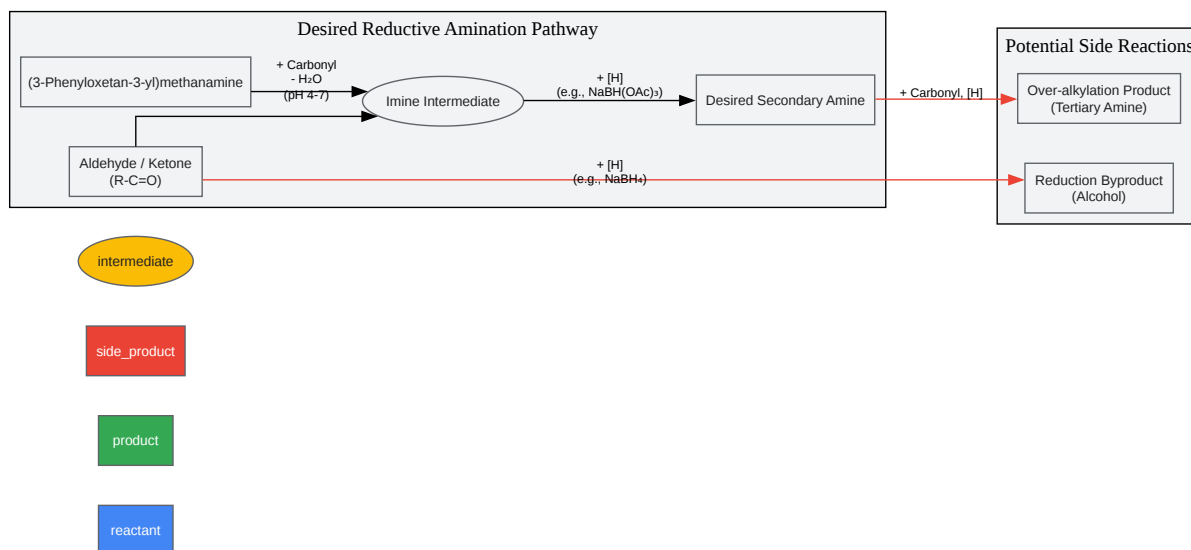 Desired Reductive Amination Pathway
Potential Side Reactions
(3-Phenyloxetan-3-yl)methanamine
+ Carbonyl
- H₂O
(pH 4-7)
Imine Intermediate
+ [H]
(e.g., NaBH(OAc)₃)
Desired Secondary Amine
+ Carbonyl, [H]
Over-alkylation Product
(Tertiary Amine)
Aldehyde / Ketone
(R-C=O)
+ [H]
(e.g., NaBH₄)
Reduction Byproduct
(Alcohol)
intermediate
side_product
product
reactant